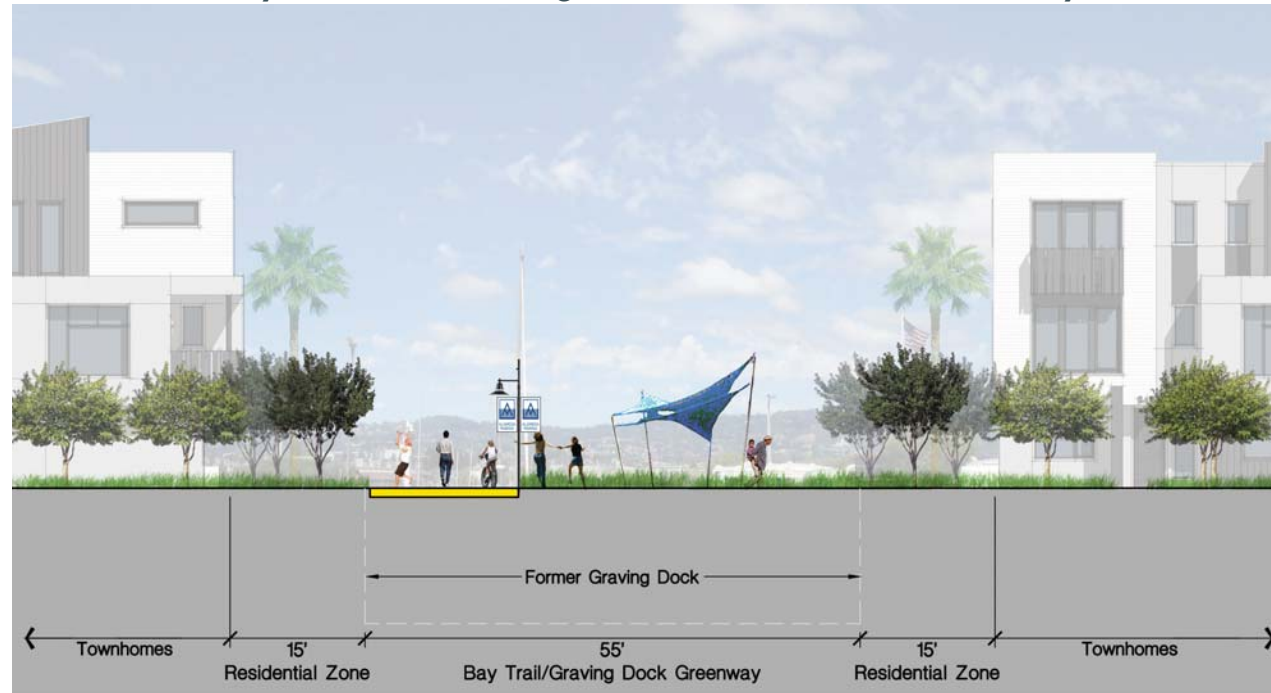 Former Graving Dock
Townhomes
15'
Residential Zone
55'
Bay Trail/Graving Dock Greenway
15'
Residential Zone
Townhomes